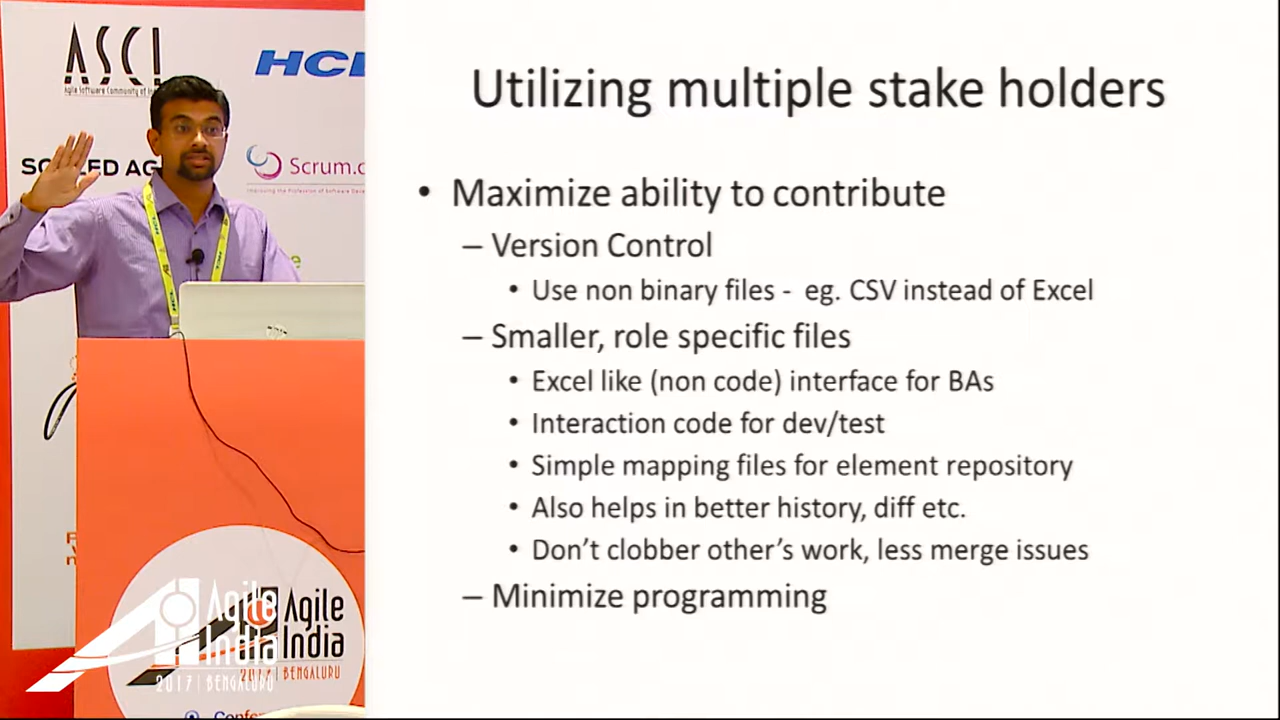 ASCI
HCL
Scrum.o
Utilizing multiple stake holders
• Maximize ability to contribute
– Version Control
• Use non binary files - eg. CSV instead of Excel
– Smaller, role specific files
• Excel like (non code) interface for BAs
• Interaction code for dev/test
• Simple mapping files for element repository
• Also helps in better history, diff etc.
• Don’t clobber other’s work, less merge issues
– Minimize programming
Agile
India
2017 | BENGALURU
Agile
India
2017 | BENGALURU